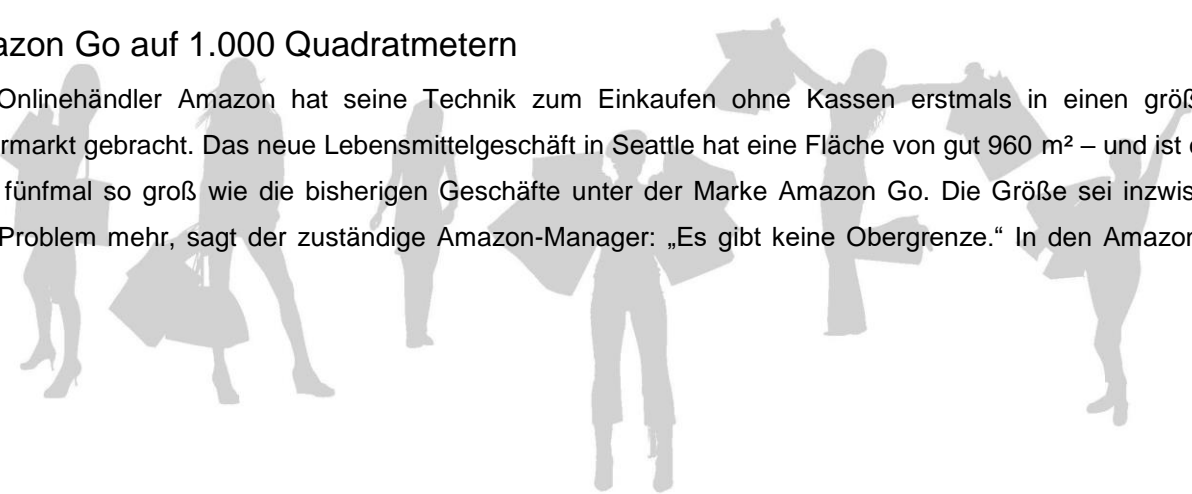 azon Go auf 1.000 Quadratmetern
Onlinehändler Amazon hat seine Technik zum Einkaufen ohne Kassen erstmals in einen größ
rmarkt gebracht. Das neue Lebensmittelgeschäft in Seattle hat eine Fläche von gut 960 m² – und ist
fünfmal so groß wie die bisherigen Geschäfte unter der Marke Amazon Go. Die Größe sei inzwis
Problem mehr, sagt der zuständige Amazon-Manager: „Es gibt keine Obergrenze.“ In den Amazon